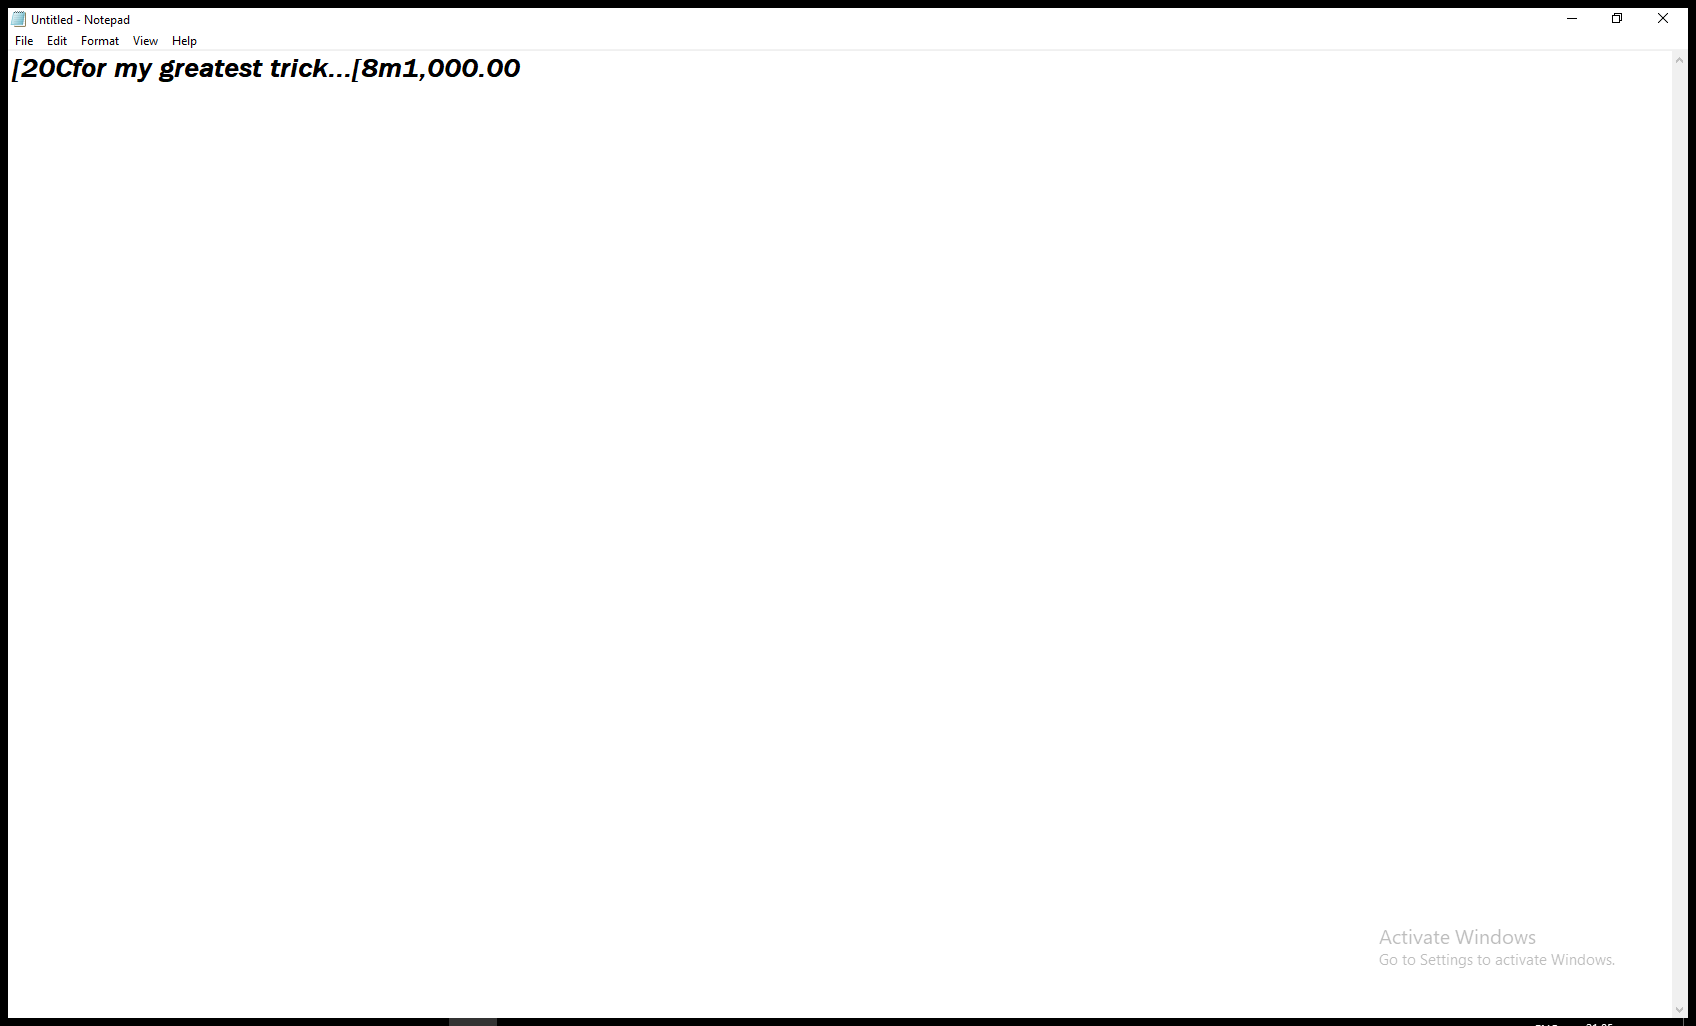 Untitled - Notepad
File Edit Format View Help
[20Cfor my greatest trick...[8m1,000.00
Activate Windows
Go to Settings to activate Windows.